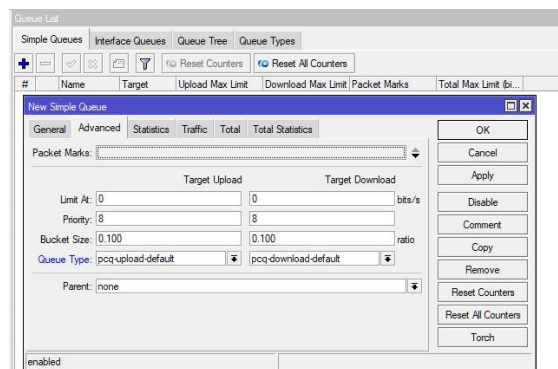 Queue List
Simple Queues Interface Queues Queue Tree Queue Types
Reset Counters Reset All Counters
# Name Target Upload Max Limit Download Max Limit Packet Marks Total Max Limit (bi...
New Simple Queue
General Advanced Statistics Traffic Total Total Statistics
OK
Packet Marks:
Cancel
Target Upload Target Download
Apply
Limit At: 0 0 bits/s
Disable
Priority: 8 8
Comment
Bucket Size: 0.100 0.100 ratio
Copy
Queue Type: pcq-upload-default pcq-download-default
Remove
Parent: none
Reset Counters
Reset All Counters
Torch
enabled